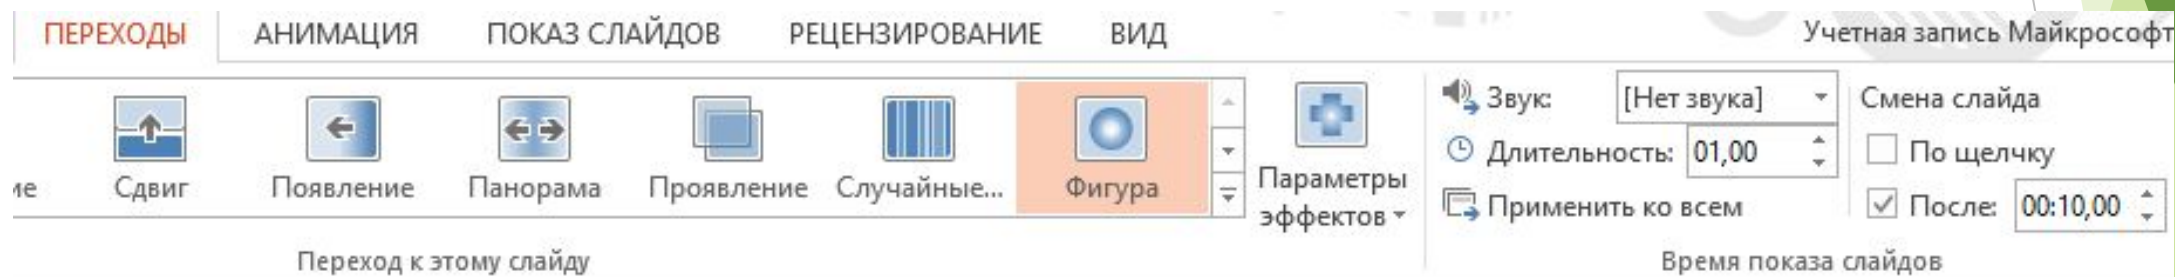 ПЕРЕХОДЫ АНИМАЦИЯ ПОКАЗ СЛАЙДОВ РЕЦЕНЗИРОВАНИЕ ВИД Учетная запись Майкрософт
Сдвиг Появление Панорама Проявление Случайные... Фигура
Параметры
эффектов
Переход к этому слайду
Звук: [Нет звука]
Длительность: 01,00
Применить ко всем
Смена слайда
По щелчку
После: 00:10,00
Время показа слайдов